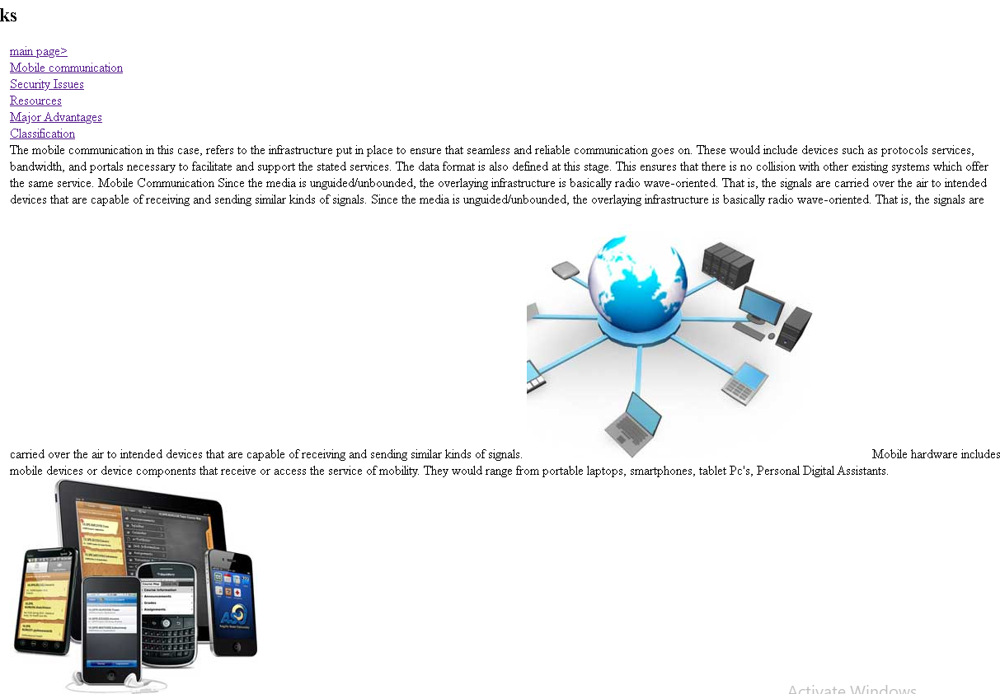 ks
main page>
Mobile communication
Security Issues
Resources
Major Advantages
Classification
The mobile communication in this case, refers to the infrastructure put in place to ensure that seamless and reliable communication goes on. These would include devices such as protocols services,
bandwidth, and portals necessary to facilitate and support the stated services. The data format is also defined at this stage. This ensures that there is no collision with other existing systems which offer
the same service. Mobile Communication Since the media is unguided/unbounded, the overlaying infrastructure is basically radio wave-oriented. That is, the signals are carried over the air to intended
devices that are capable of receiving and sending similar kinds of signals. Since the media is unguided/unbounded, the overlaying infrastructure is basically radio wave-oriented. That is, the signals are
carried over the air to intended devices that are capable of receiving and sending similar kinds of signals. Mobile hardware includes
mobile devices or device components that receive or access the service of mobility. They would range from portable laptops, smartphones, tablet Pc's, Personal Digital Assistants.
Course Information
Announcements
Grades
Assignments
Activate Windows